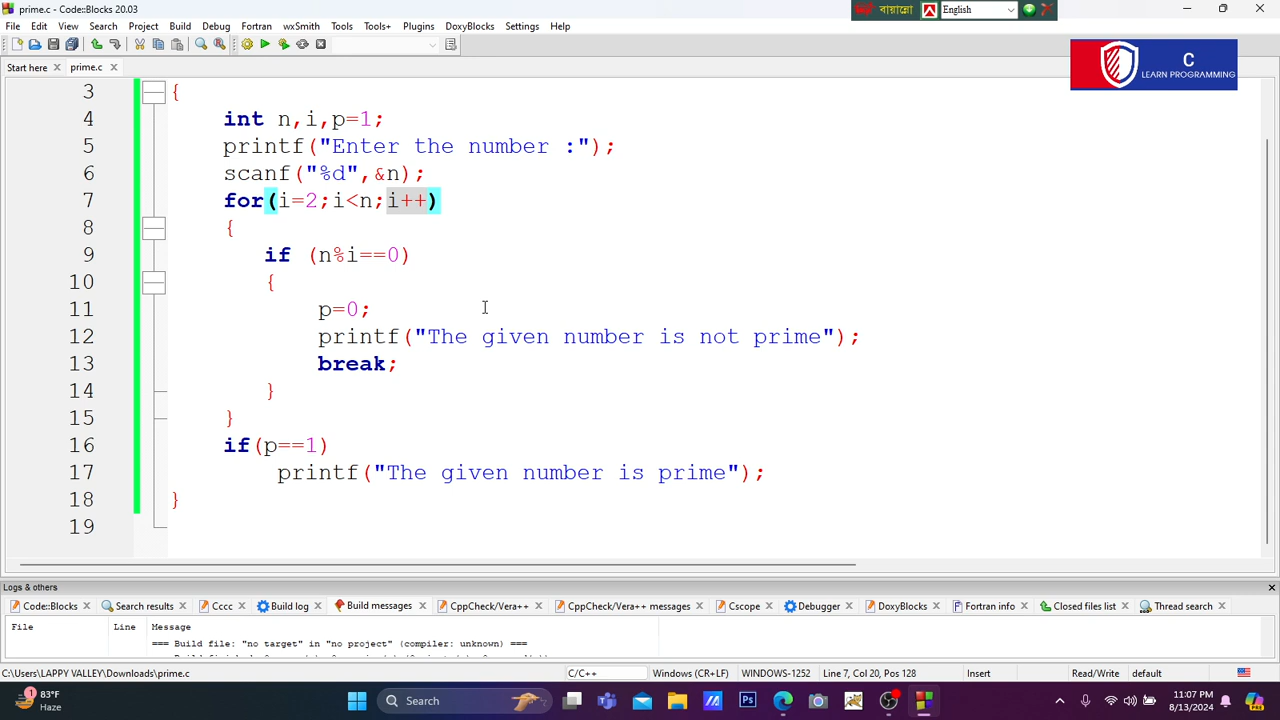 prime.c - Code::Blocks 20.03
বায়ান্নো English
File Edit View Search Project Build Debug Fortran wxSmith Tools Tools+ Plugins DoxyBlocks Settings Help
C
LEARN PROGRAMMING
Start here prime.c
3 {
4 int n,i,p=1;
5 printf("Enter the number :");
6 scanf("%d",&n);
7 for(i=2;i<n;i++)
8 {
9 if (n%i==0)
10 {
11 p=0;
12 printf("The given number is not prime");
13 break;
14 }
15 }
16 if(p==1)
17 printf("The given number is prime");
18 }
19
Logs & others
Code::Blocks Search results Cccc Build log Build messages CppCheck/Vera++ CppCheck/Vera++ messages Cscope Debugger DoxyBlocks Fortran info Closed files list Thread search
File Line Message
=== Build file: "no target" in "no project" (compiler: unknown) ===
C:\Users\LAPPY VALLEY\Downloads\prime.c C/C++ Windows (CR+LF) WINDOWS-1252 Line 7, Col 20, Pos 128 Insert Read/Write default
1 83°F
Haze
Search
Ps
11:07 PM
8/13/2024